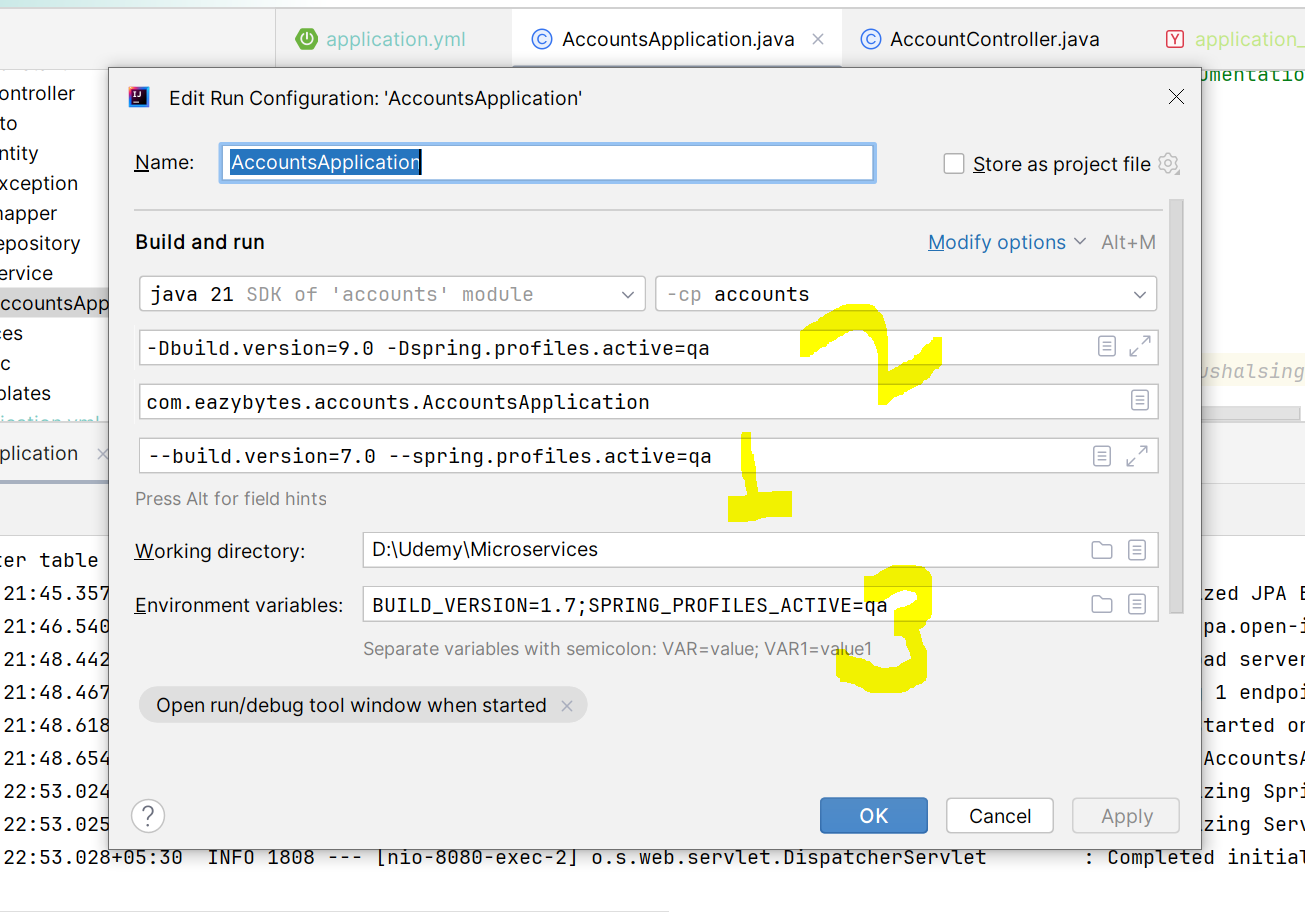 application.yml
AccountsApplication.java
AccountController.java
application_
umentatio
Edit Run Configuration: 'AccountsApplication'
ontroller
to
ntity
xception
mapper
epository
ervice
ccountsApp
ces
c
plates
Name: AccountsApplication
Store as project file
Build and run
Modify options Alt+M
java 21 SDK of 'accounts' module
-cp accounts
2
-Dbuild.version=9.0 -Dspring.profiles.active=qa
ushalsing
com.eazybytes.accounts.AccountsApplication
plication
--build.version=7.0 --spring.profiles.active=qa
1
Press Alt for field hints
Working directory: D:\Udemy\Microservices
Environment variables: BUILD_VERSION=1.7;SPRING_PROFILES_ACTIVE=qa
3
Separate variables with semicolon: VAR=value; VAR1=value1
Open run/debug tool window when started
?
OK
Cancel
Apply
ter table
21:45.357 zed JPA E
21:46.540 pa.open-i
21:48.442 ad server
21:48.467 1 endpoi
21:48.618 tarted on
21:48.654 AccountsA
22:53.024 zing Spri
22:53.025 zing Serv
22:53.028+05:30 INFO 1808 --- [nio-8080-exec-2] o.s.web.servlet.DispatcherServlet : Completed initial